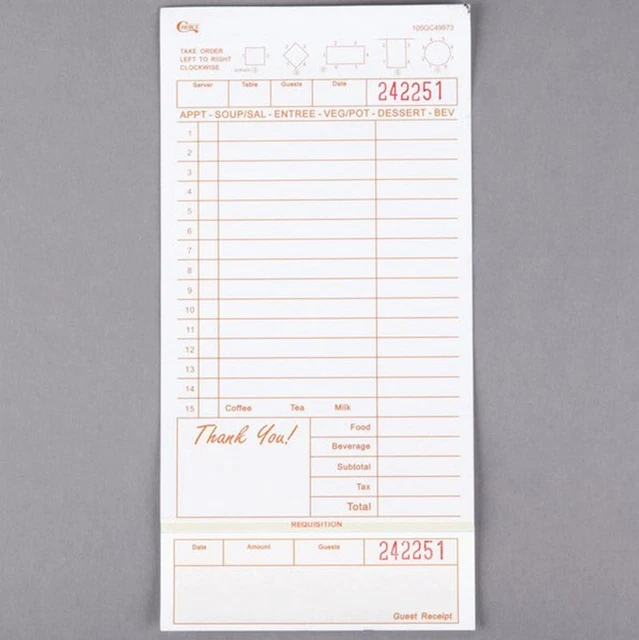 CHOICE
105GC49973
TAKE ORDER
LEFT TO RIGHT
CLOCKWISE
Server Table Guests Date 242251
APPT - SOUP/SAL - ENTREE - VEG/POT - DESSERT - BEV
1
2
3
4
5
6
7
8
9
10
11
12
13
14
15 Coffee Tea Milk
Thank You!
Food
Beverage
Subtotal
Tax
Total
REQUISITION
Date Amount Guests 242251
Guest Receipt